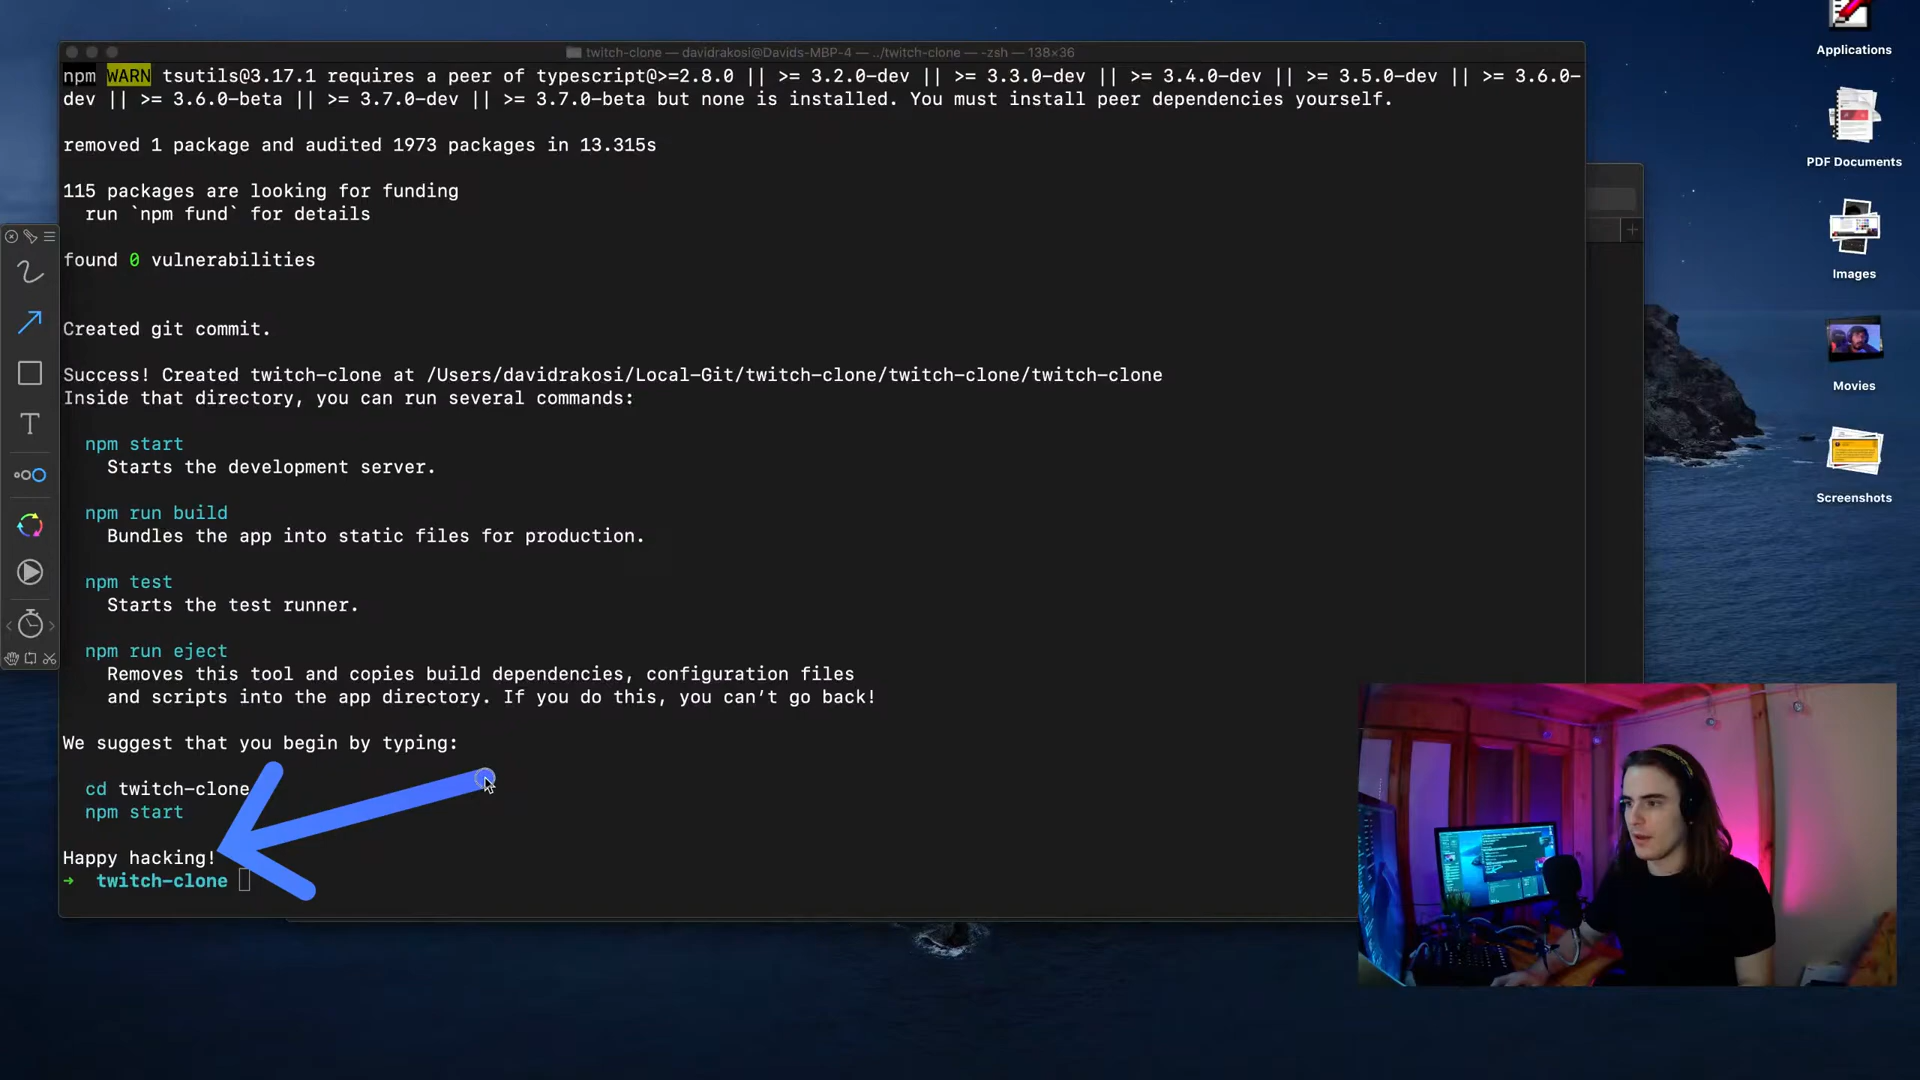 twitch-clone — davidrakosi@Davids-MBP-4 — ../twitch-clone — -zsh — 138×36
npm WARN tsutils@3.17.1 requires a peer of typescript@>=2.8.0 || >= 3.2.0-dev || >= 3.3.0-dev || >= 3.4.0-dev || >= 3.5.0-dev || >= 3.6.0-
dev || >= 3.6.0-beta || >= 3.7.0-dev || >= 3.7.0-beta but none is installed. You must install peer dependencies yourself.
removed 1 package and audited 1973 packages in 13.315s
115 packages are looking for funding
run `npm fund` for details
found 0 vulnerabilities
Created git commit.
Success! Created twitch-clone at /Users/davidrakosi/Local-Git/twitch-clone/twitch-clone/twitch-clone
Inside that directory, you can run several commands:
npm start
Starts the development server.
npm run build
Bundles the app into static files for production.
npm test
Starts the test runner.
npm run eject
Removes this tool and copies build dependencies, configuration files
and scripts into the app directory. If you do this, you can’t go back!
We suggest that you begin by typing:
cd twitch-clone
npm start
Happy hacking!
➜ twitch-clone
Applications
PDF Documents
Images
Movies
Screenshots